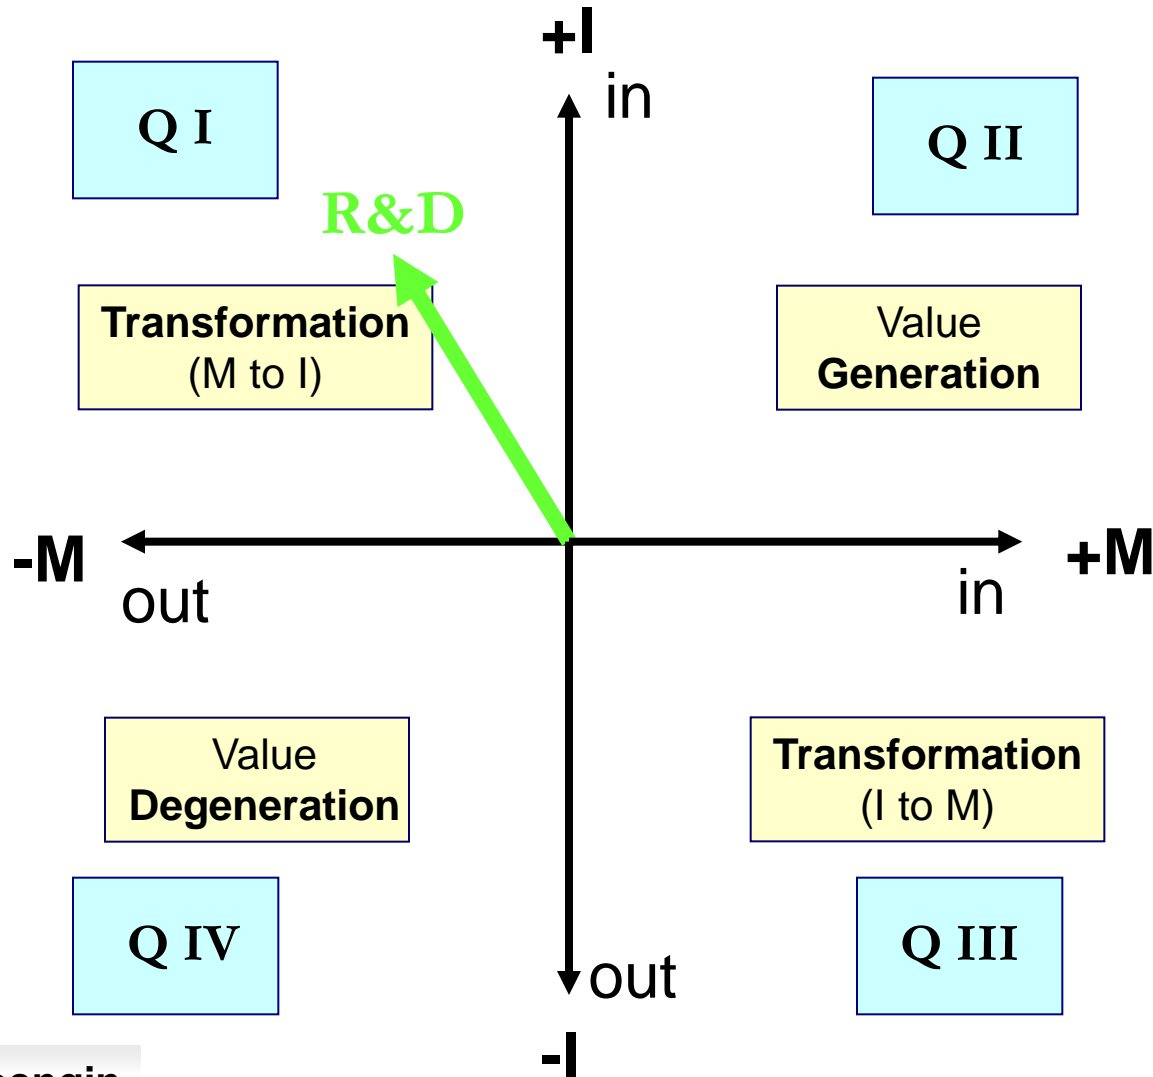 +I
in
Q I
Q II
R&D
Transformation
(M to I)
Value
Generation
-M
out
+M
in
Value
Degeneration
Transformation
(I to M)
Q IV
Q III
out
-I